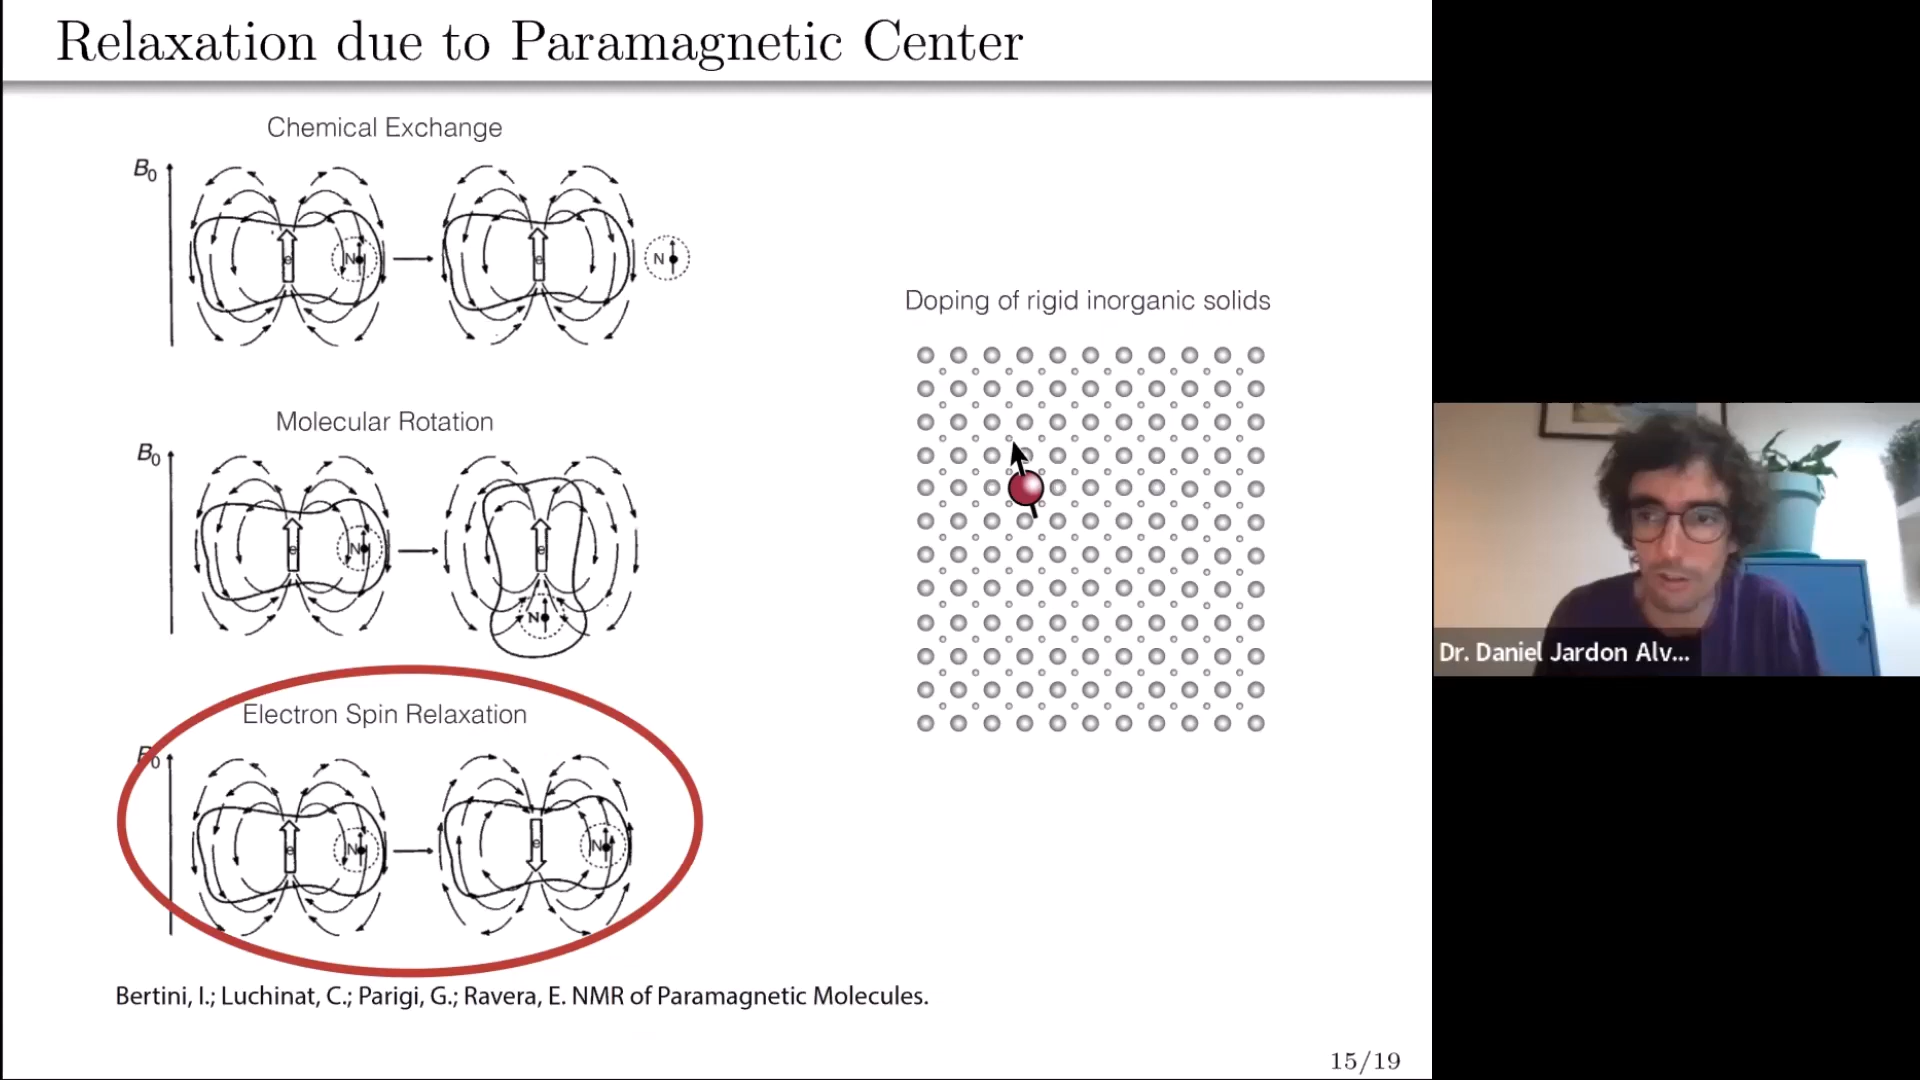 Relaxation due to Paramagnetic Center
Chemical Exchange
B0
e
N
e
N
Molecular Rotation
B0
e
N
e
N
Electron Spin Relaxation
B0
e
N
e
N
Bertini, I.; Luchinat, C.; Parigi, G.; Ravera, E. NMR of Paramagnetic Molecules.
Doping of rigid inorganic solids
15/19
Dr. Daniel Jardon Alv...